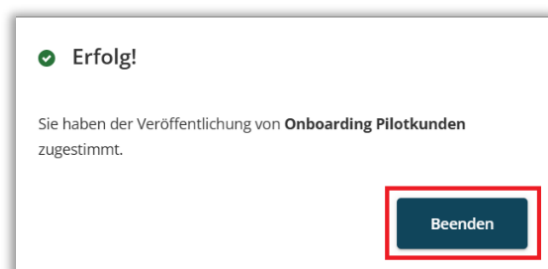 Erfolg!
Sie haben der Veröffentlichung von Onboarding Pilotkunden
zugestimmt.
Beenden